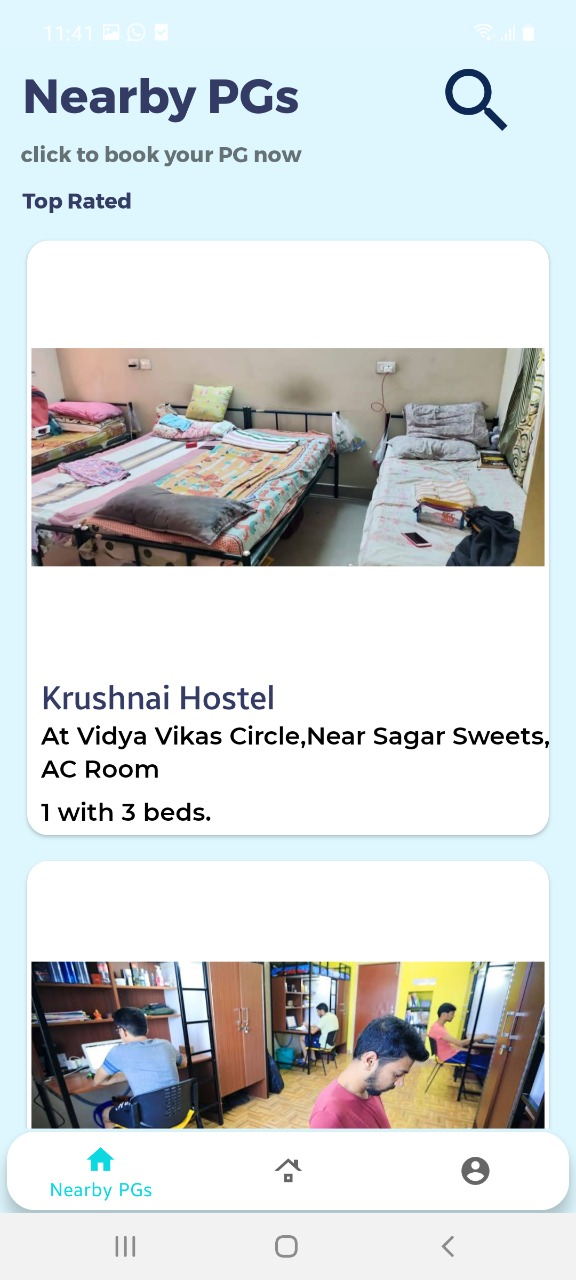 11:41
Nearby PGs
click to book your PG now
Top Rated
Krushnai Hostel
At Vidya Vikas Circle,Near Sagar Sweets,
AC Room
1 with 3 beds.
Nearby PGs